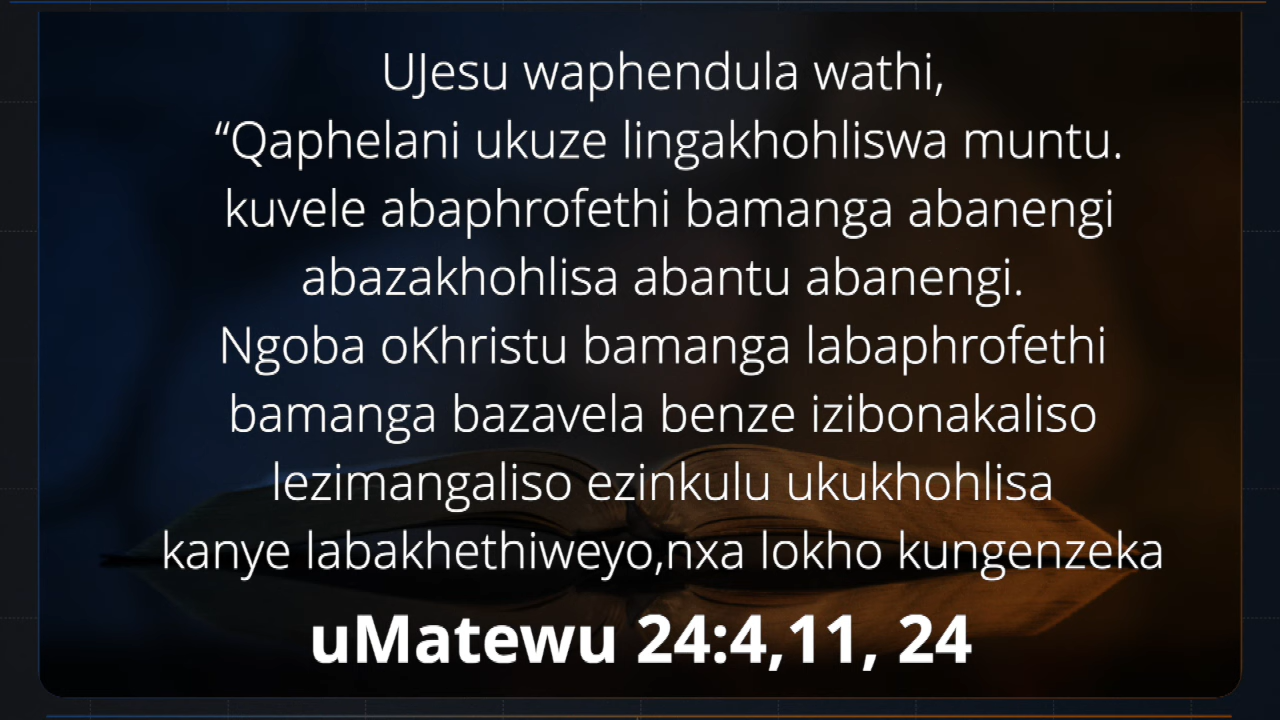 UJesu waphendula wathi,
“Qaphelani ukuze lingakhohliswa muntu.
kuvele abaphrofethi bamanga abanengi
abazakhohlisa abantu abanengi.
Ngoba oKhristu bamanga labaphrofethi
bamanga bazavela benze izibonakaliso
lezimangaliso ezinkulu ukukhohlisa
kanye labakhethiweyo,nxa lokho kungenzeka
uMatewu 24:4,11, 24